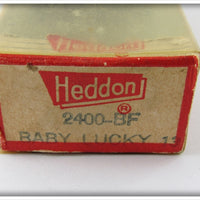 Heddon
®
2400-BF
BABY LUCKY 13